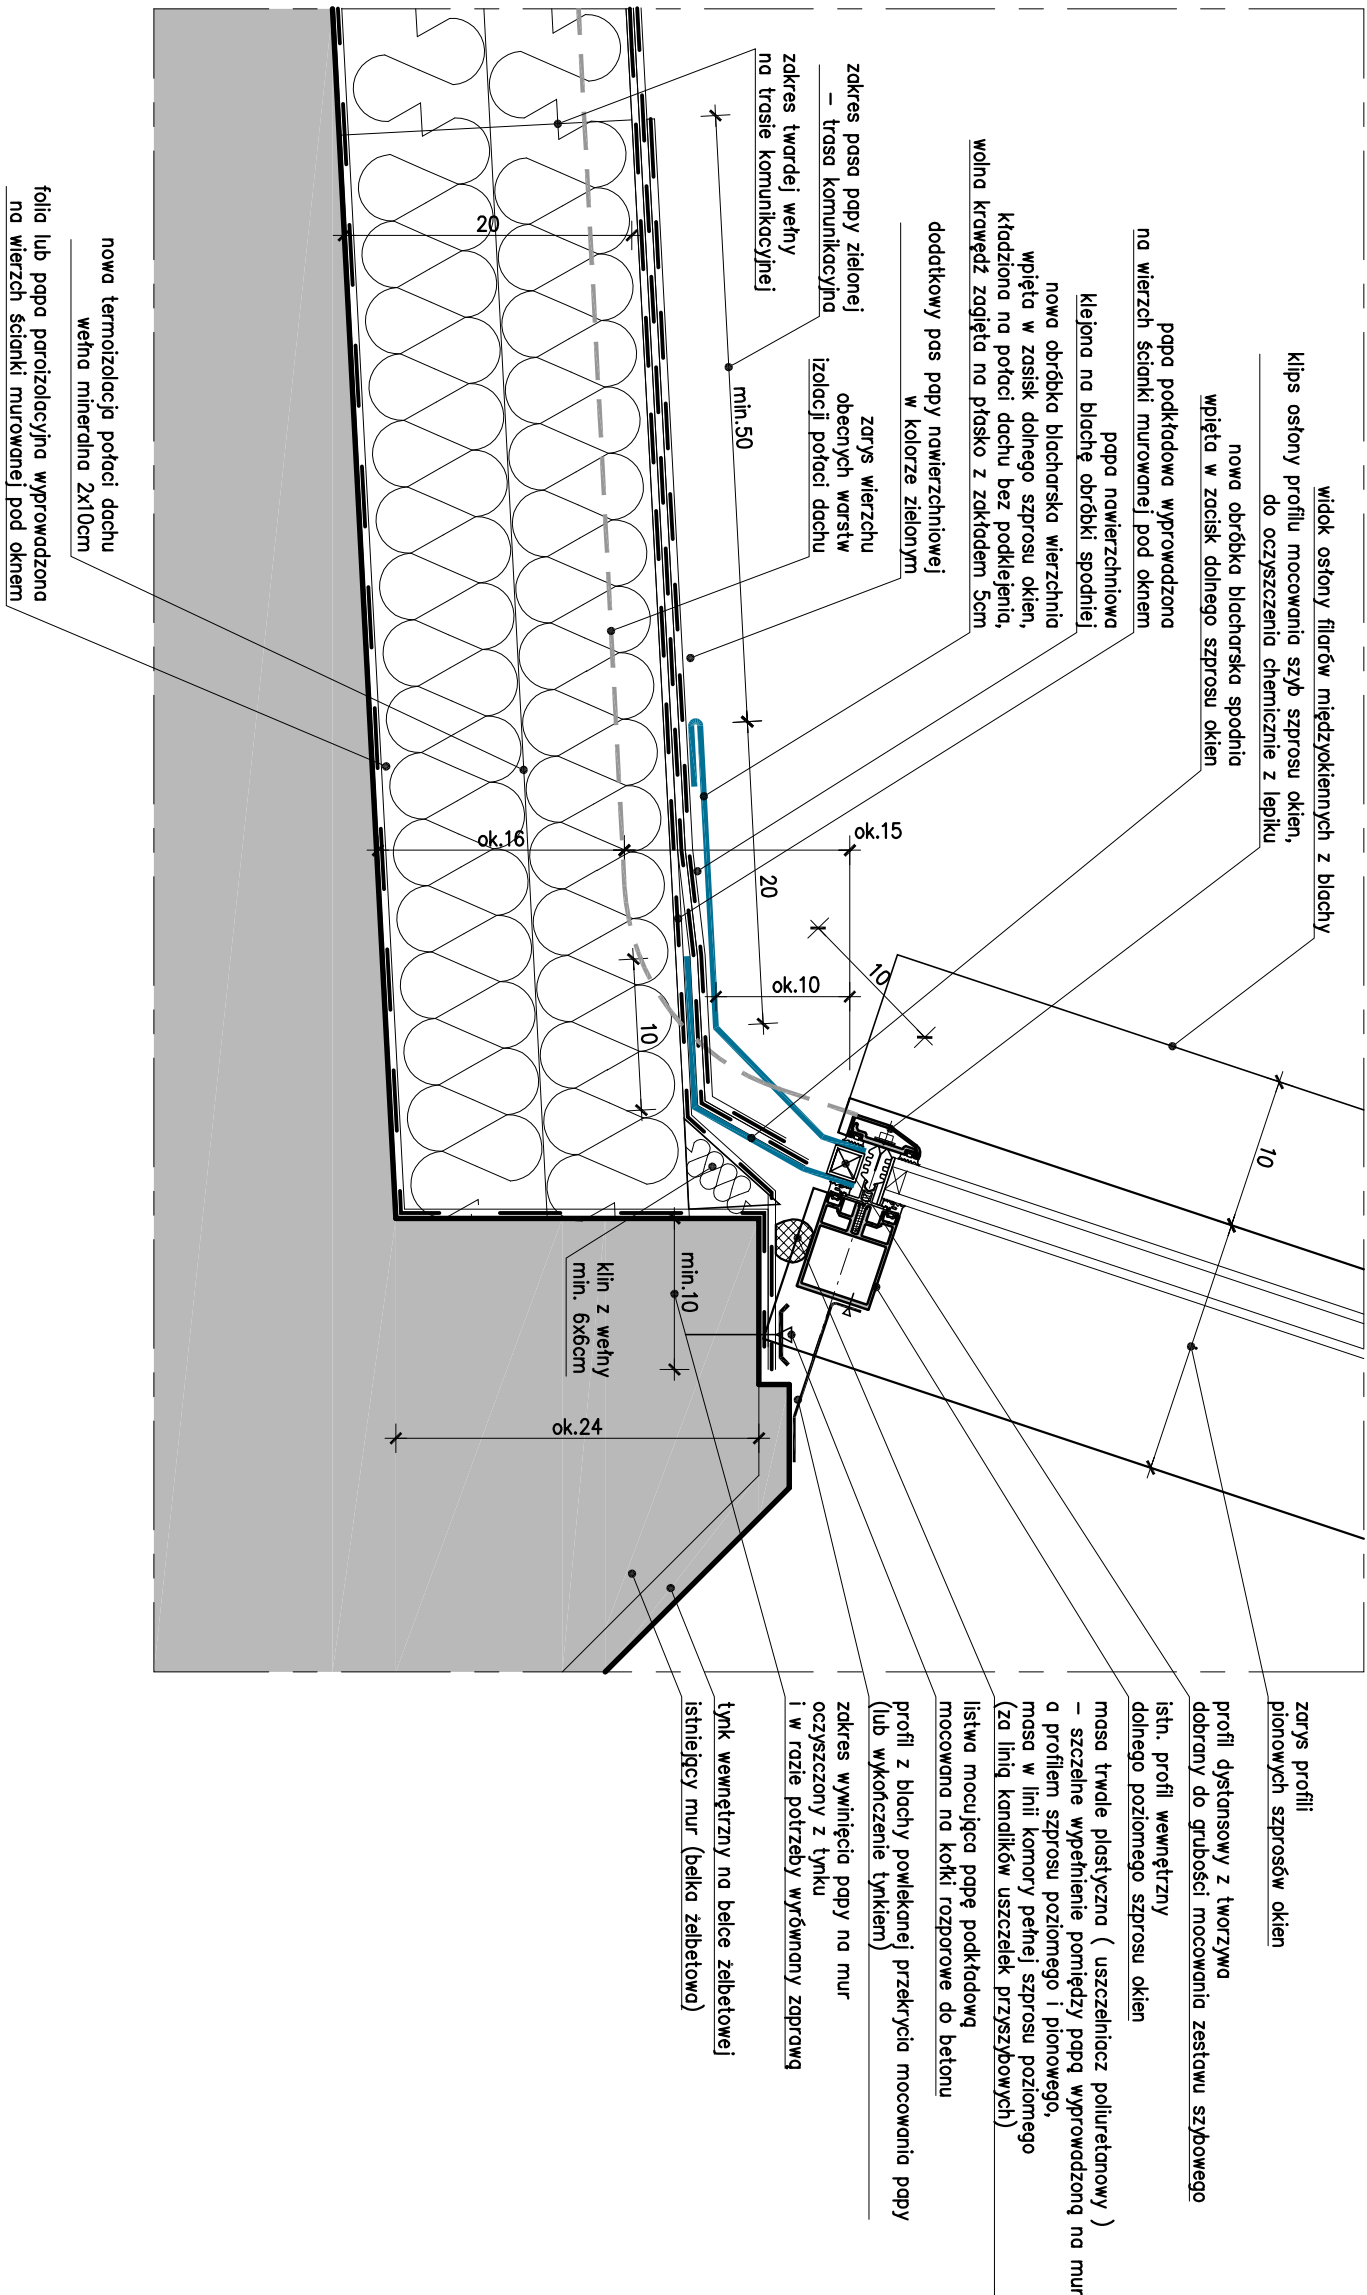 widok osłony filarów międzyokiennych z blachy
klips osłony profilu mocowania szyb szprosu okien,
do oczyszczenia chemicznie z lepiku
nowa obróbka blacharska spodnia
wpięta w zacisk dolnego szprosu okien
papa podkładowa wyprowadzona
na wierzch ścianki murowanej pod oknem
papa nawierzchniowa
klejona na blachę obróbki spodniej
nowa obróbka blacharska wierzchnia
wpięta w zasisk dolnego szprosu okien,
kładziona na połaci dachu bez podklejenia,
wolna krawędź zagięta na płasko z zakładem 5cm
dodatkowy pas papy nawierzchniowej
w kolorze zielonym
zarys wierzchu
obecnych warstw
izolacji połaci dachu
zakres pasa papy zielonej
– trasa komunikacyjna
zakres twardej wełny
na trasie komunikacyjnej
nowa termoizolacja połaci dachu
wełna mineralna 2x10cm
folia lub papa paroizolacyjna wyprowadzona
na wierzch ścianki murowanej pod oknem
20
min.50
20
ok.16
ok.15
ok.10
10
10
10
min.10
klin z wełny
min. 6x6cm
ok.24
zarys profili
pionowych szprosów okien
profil dystansowy z tworzywa
dobrany do grubości mocowania zestawu szybowego
istn. profil wewnętrzny
dolnego poziomego szprosu okien
masa trwale plastyczna ( uszczelniacz poliuretanowy )
– szczelne wypełnienie pomiędzy papą wyprowadzoną na mur
a profilem szprosu poziomego i pionowego,
masa w linii komory pełnej szprosu poziomego
(za linią kanalików uszczelek przyszybowych)
listwa mocująca papę podkładową
mocowana na kołki rozporowe do betonu
profil z blachy powlekanej przekrycia mocowania papy
(lub wykończenie tynkiem)
zakres wywinięcia papy na mur
oczyszczony z tynku
i w razie potrzeby wyrównany zaprawą
tynk wewnętrzny na belce żelbetowej
istniejący mur (belka żelbetowa)